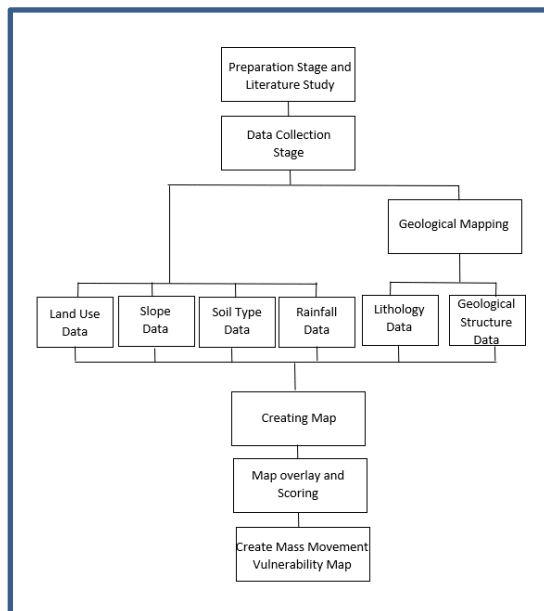 Preparation Stage and
Literature Study
Data Collection
Stage
Geological Mapping
Land Use
Data
Slope
Data
Soil Type
Data
Rainfall
Data
Lithology
Data
Geological
Structure
Data
Creating Map
Map overlay and
Scoring
Create Mass Movement
Vulnerability Map